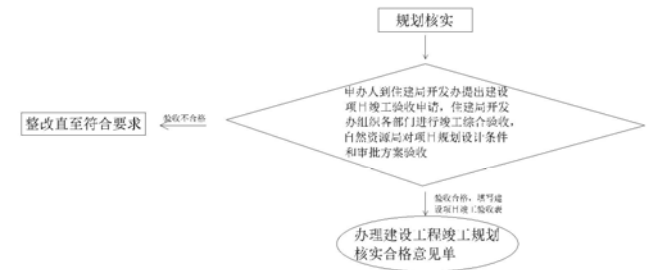 规划核实
申办人到住建局开发办提出建设
项目竣工验收申请，住建局开发
办组织各部门进行竣工综合验收，
自然资源局对项目规划设计条件
和审批方案验收
验收不合格
整改直至符合要求
验收合格，填写建
设项目竣工验收表
办理建设工程竣工规划
核实合格意见单